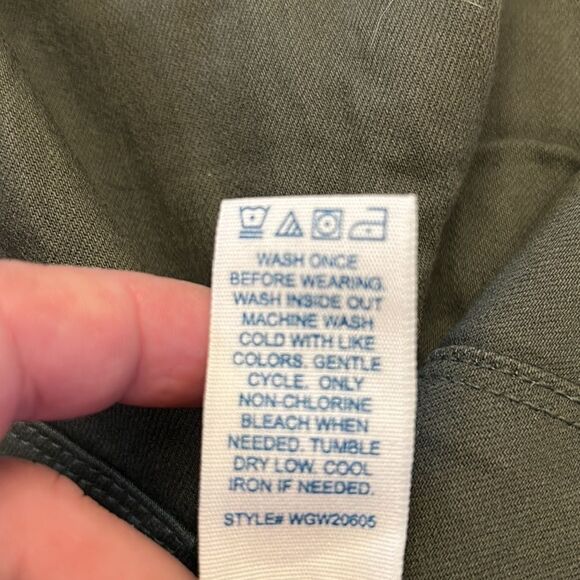 WASH ONCE
BEFORE WEARING.
WASH INSIDE OUT
MACHINE WASH
COLD WITH LIKE
COLORS. GENTLE
CYCLE. ONLY
NON-CHLORINE
BLEACH WHEN
NEEDED. TUMBLE
DRY LOW. COOL
IRON IF NEEDED.
STYLE# WGW20605